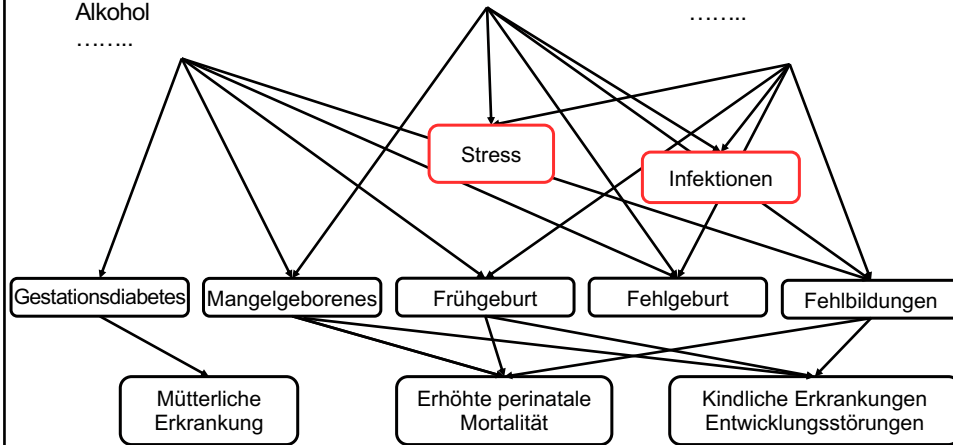 Alkohol
……..
……..
Stress
Infektionen
Gestationsdiabetes
Mangelgeborenes
Frühgeburt
Fehlgeburt
Fehlbildungen
Mütterliche
Erkrankung
Erhöhte perinatale
Mortalität
Kindliche Erkrankungen
Entwicklungsstörungen